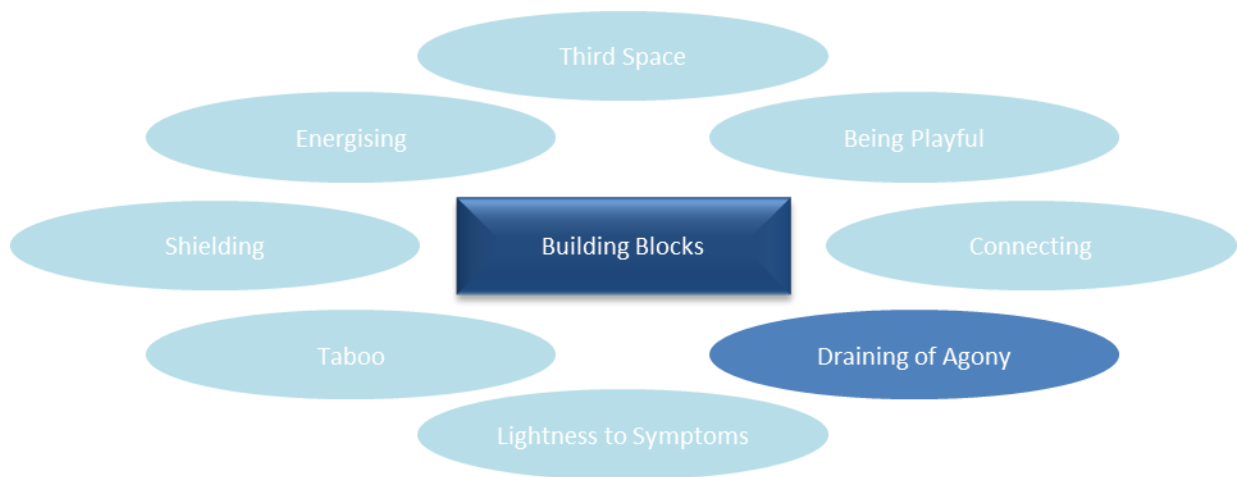 Third Space
Energising
Being Playful
Shielding
Building Blocks
Connecting
Taboo
Draining of Agony
Lightness to Symptoms